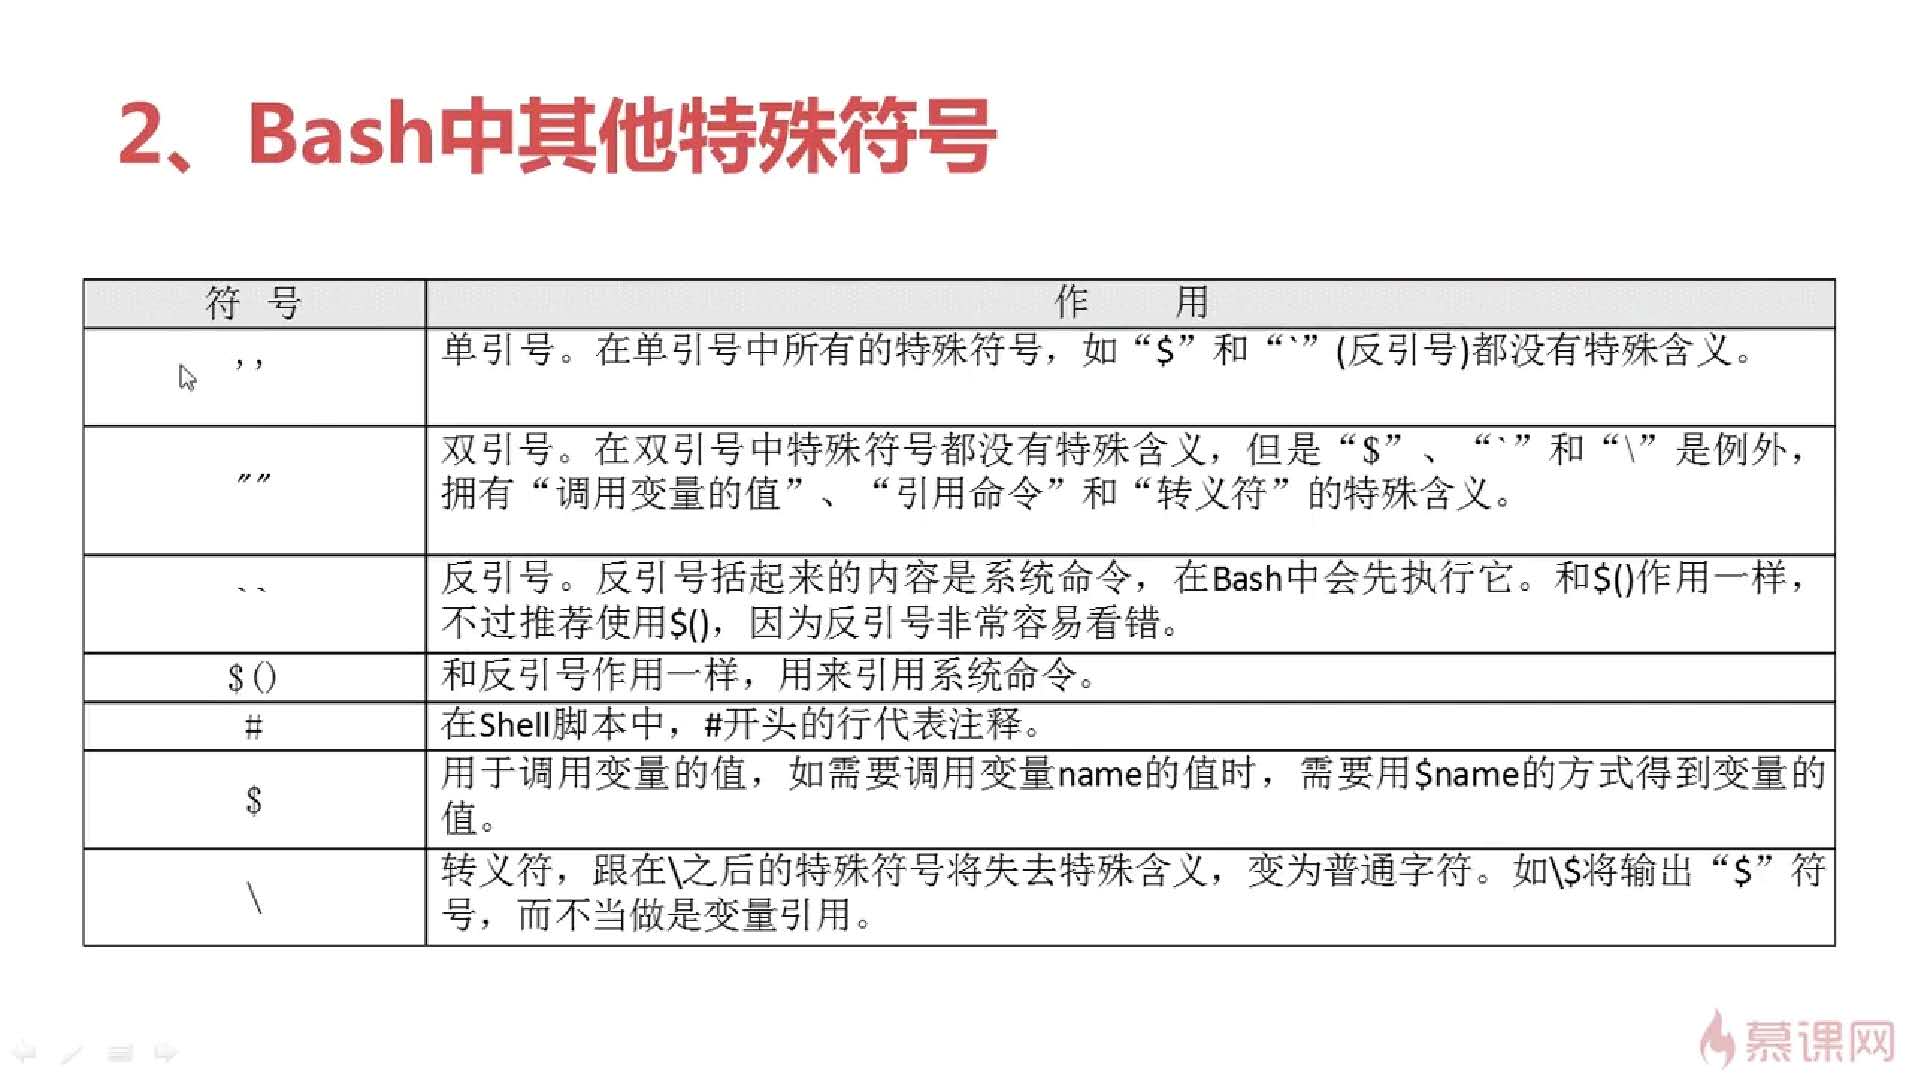 2、Bash中其他特殊符号
符 号
作 用
' '
单引号。在单引号中所有的特殊符号，如“$”和“`”(反引号)都没有特殊含义。
" "
双引号。在双引号中特殊符号都没有特殊含义，但是“$”、“`”和“\”是例外，
拥有“调用变量的值”、“引用命令”和“转义符”的特殊含义。
` `
反引号。反引号括起来的内容是系统命令，在Bash中会先执行它。和$()作用一样，
不过推荐使用$()，因为反引号非常容易看错。
$()
和反引号作用一样，用来引用系统命令。
#
在Shell脚本中，#开头的行代表注释。
$
用于调用变量的值，如需要调用变量name的值时，需要用$name的方式得到变量的
值。
\
转义符，跟在\之后的特殊符号将失去特殊含义，变为普通字符。如\$将输出“$”符
号，而不当做是变量引用。
慕课网